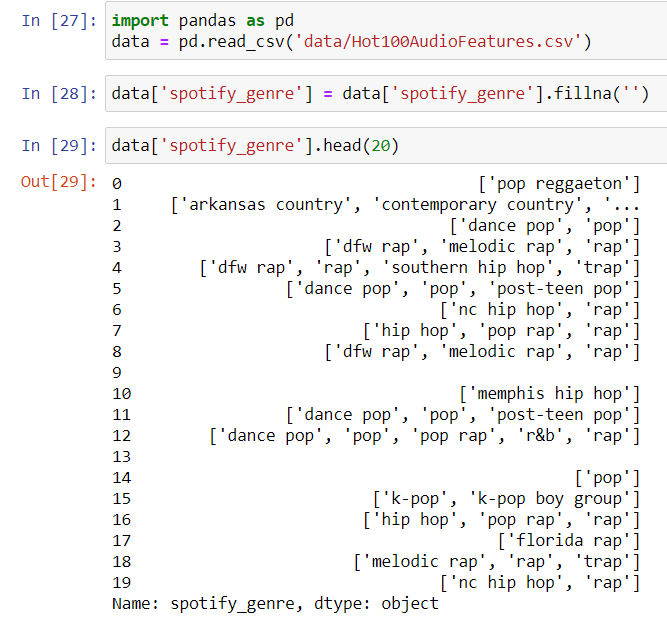 In [27]: import pandas as pd
data = pd.read_csv('data/Hot100AudioFeatures.csv')
In [28]: data['spotify_genre'] = data['spotify_genre'].fillna('')
In [29]: data['spotify_genre'].head(20)
Out[29]: 0 ['pop reggaeton']
1 ['arkansas country', 'contemporary country', '...
2 ['dance pop', 'pop']
3 ['dfw rap', 'melodic rap', 'rap']
4 ['dfw rap', 'rap', 'southern hip hop', 'trap']
5 ['dance pop', 'pop', 'post-teen pop']
6 ['nc hip hop', 'rap']
7 ['hip hop', 'pop rap', 'rap']
8 ['dfw rap', 'melodic rap', 'rap']
9
10 ['memphis hip hop']
11 ['dance pop', 'pop', 'post-teen pop']
12 ['dance pop', 'pop', 'pop rap', 'r&b', 'rap']
13
14 ['pop']
15 ['k-pop', 'k-pop boy group']
16 ['hip hop', 'pop rap', 'rap']
17 ['florida rap']
18 ['melodic rap', 'rap', 'trap']
19 ['nc hip hop', 'rap']
Name: spotify_genre, dtype: object